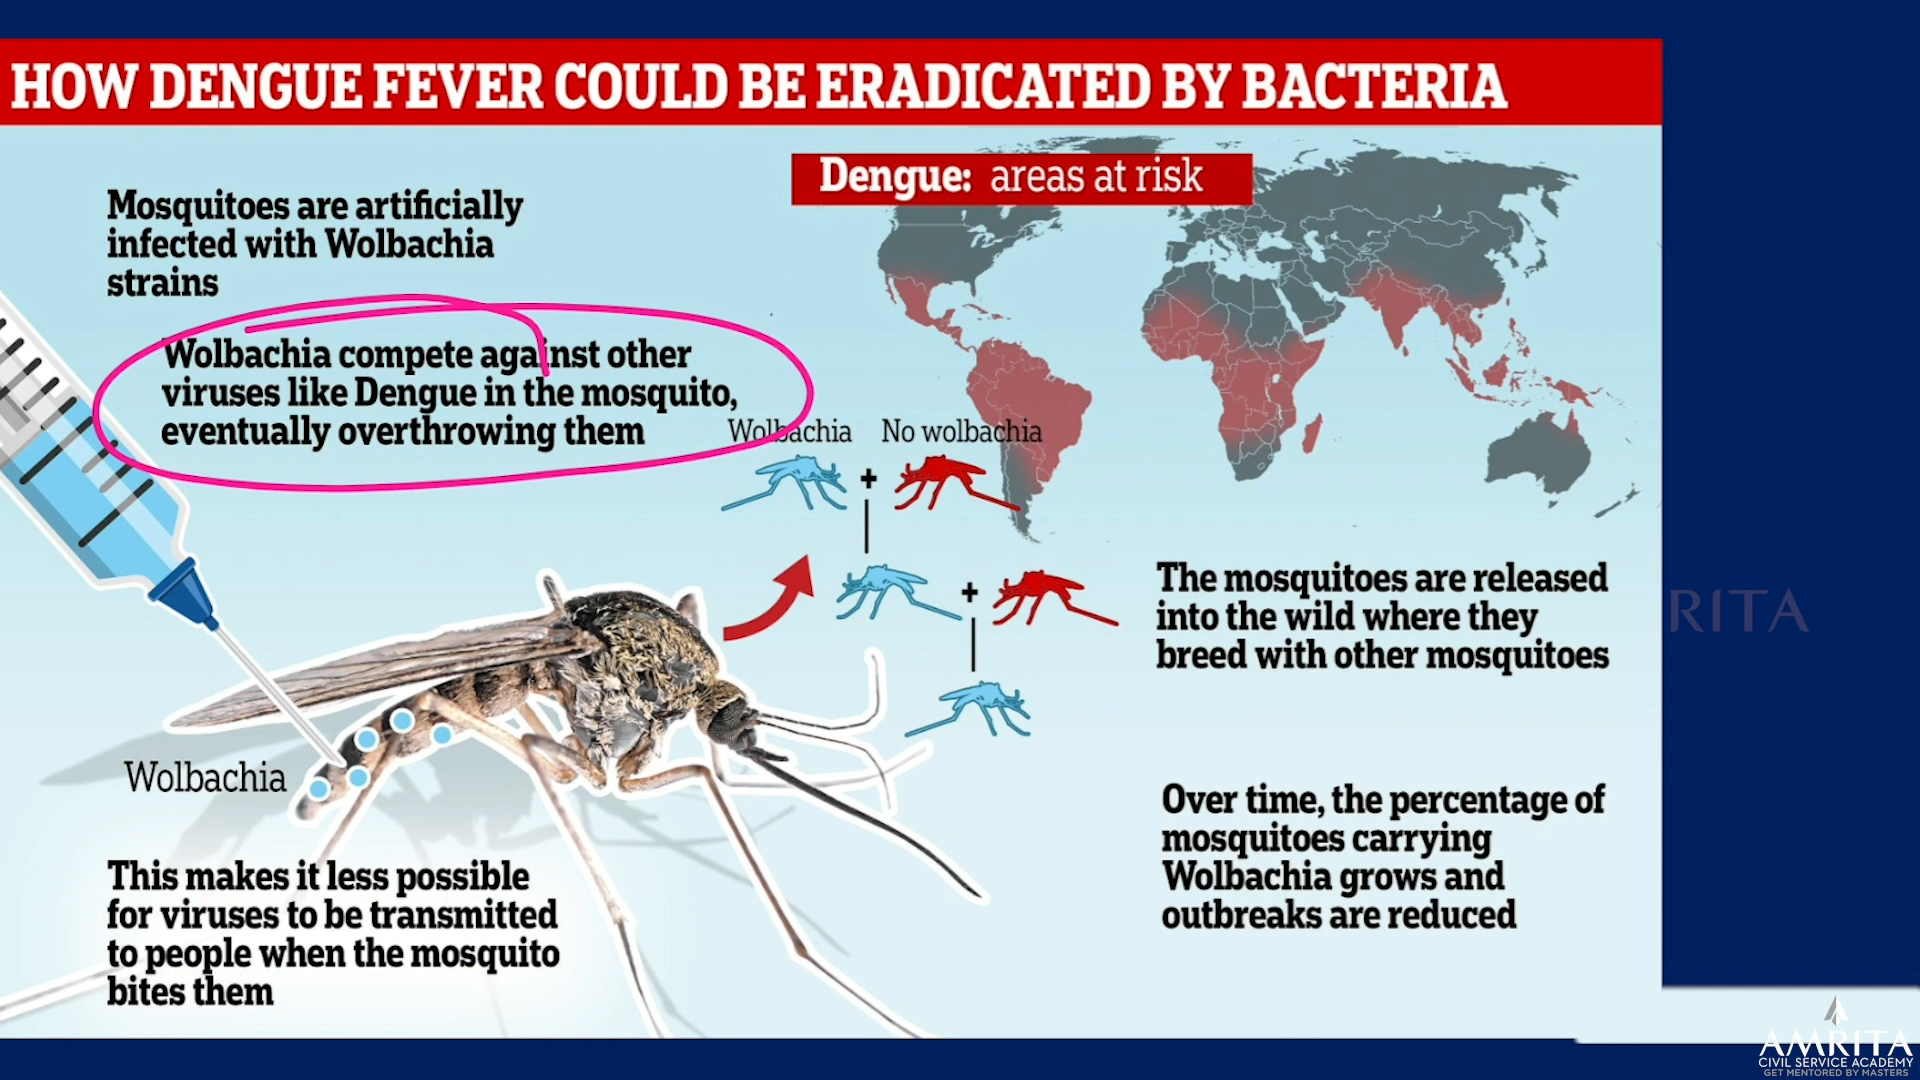 HOW DENGUE FEVER COULD BE ERADICATED BY BACTERIA
Dengue: areas at risk
Mosquitoes are artificially
infected with Wolbachia
strains
Wolbachia compete against other
viruses like Dengue in the mosquito,
eventually overthrowing them
Wolbachia No wolbachia
+
+
The mosquitoes are released
into the wild where they
breed with other mosquitoes
RITA
Wolbachia
Over time, the percentage of
mosquitoes carrying
Wolbachia grows and
outbreaks are reduced
This makes it less possible
for viruses to be transmitted
to people when the mosquito
bites them
AMRITA
CIVIL SERVICE ACADEMY
GET MENTORED BY MASTERS